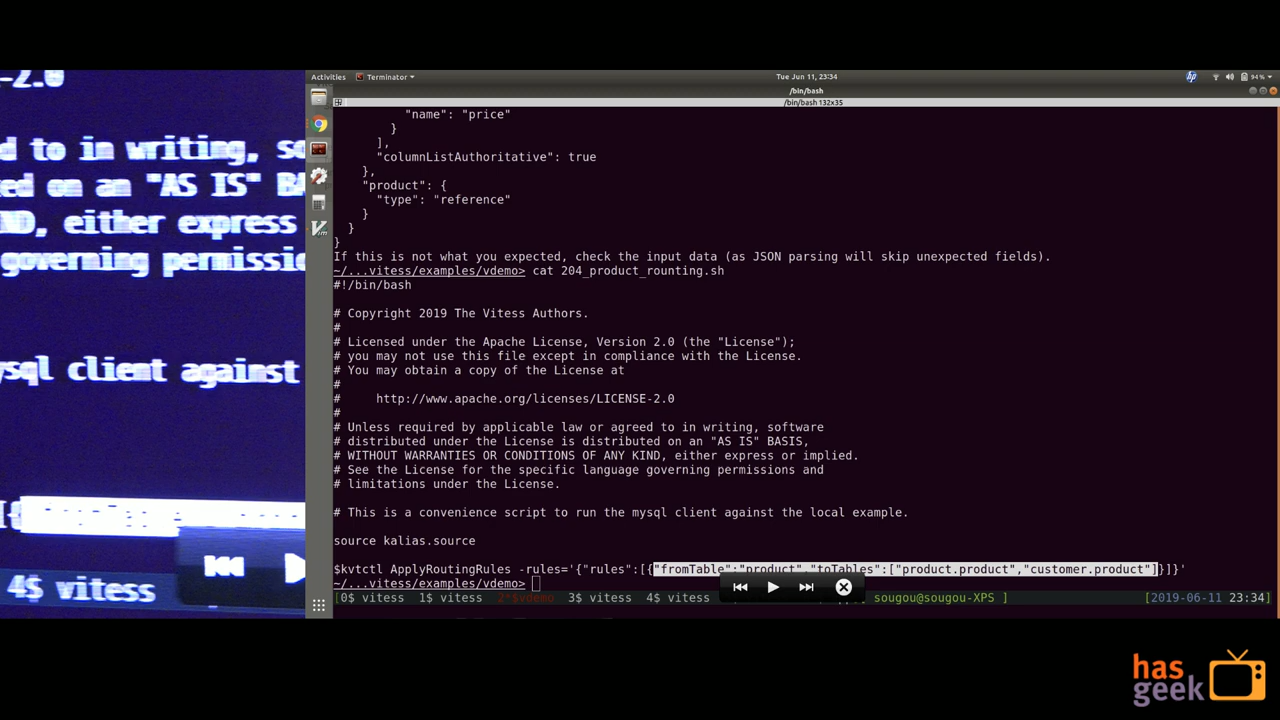 -2.0
d to in writing, so
ed on an "AS IS" BA
ND, either express
governing permissio
ysql client against
4$ vitess
Activities
Terminator
Tue Jun 11, 23:34
94%
/bin/bash
/bin/bash 132x35
"name": "price"
}
],
"columnListAuthoritative": true
},
"product": {
"type": "reference"
}
}
}
If this is not what you expected, check the input data (as JSON parsing will skip unexpected fields).
~/...vitess/examples/vdemo> cat 204_product_rounting.sh
#!/bin/bash
# Copyright 2019 The Vitess Authors.
#
# Licensed under the Apache License, Version 2.0 (the "License");
# you may not use this file except in compliance with the License.
# You may obtain a copy of the License at
#
# http://www.apache.org/licenses/LICENSE-2.0
#
# Unless required by applicable law or agreed to in writing, software
# distributed under the License is distributed on an "AS IS" BASIS,
# WITHOUT WARRANTIES OR CONDITIONS OF ANY KIND, either express or implied.
# See the License for the specific language governing permissions and
# limitations under the License.
# This is a convenience script to run the mysql client against the local example.
source kalias.source
$kvtctl ApplyRoutingRules -rules='{"rules":[{"fromTable":"product","toTables":["product.product","customer.product"]}]}'
~/...vitess/examples/vdemo>
[0$ vitess 1$ vitess 2*$vdemo 3$ vitess 4$ vitess sougou@sougou-XPS ] [2019-06-11 23:34]
has
geek